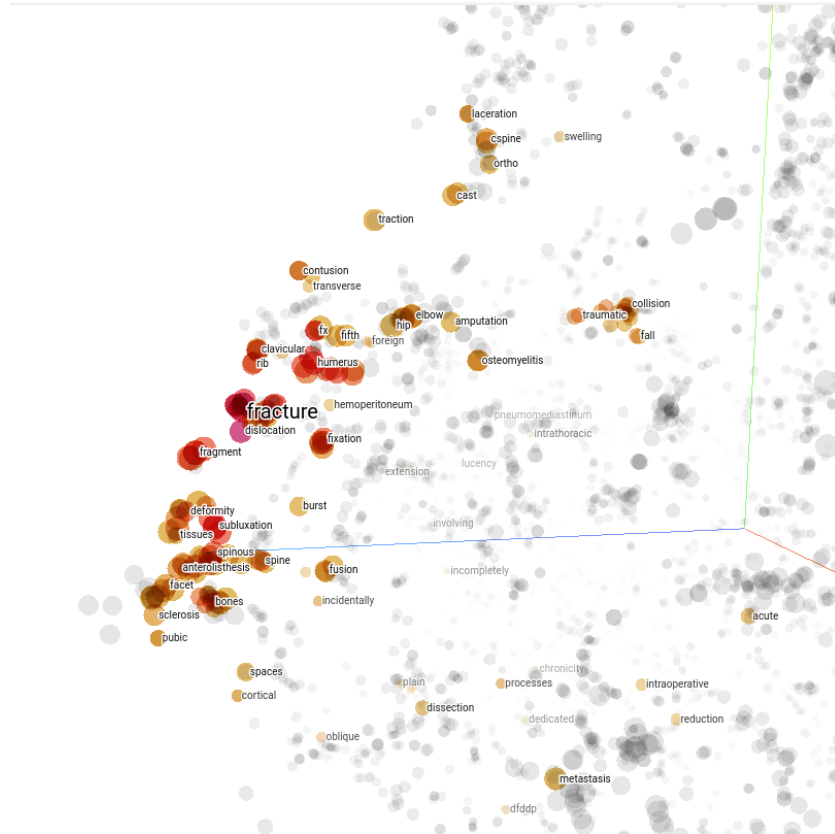 laceration
cspine
swelling
ortho
cast
traction
contusion
transverse
collision
traumatic
elbow
hip
amputation
fx
fifth
foreign
fall
clavicular
rib
humerus
osteomyelitis
hemoperitoneum
fracture
pneumomediastinum
dislocation
intrathoracic
fragment
fixation
lucency
extension
burst
deformity
subluxation
involving
tissues
spinous
spine
anterolisthesis
fusion
incompletely
facet
bones
incidentally
sclerosis
acute
pubic
chronicity
spaces
plain
processes
intraoperative
cortical
dissection
dedicated
reduction
oblique
metastasis
dfddp